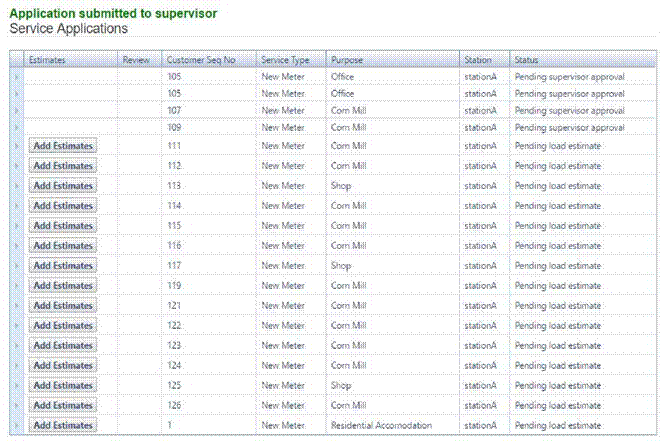 Application submitted to supervisor
Service Applications
Estimates Review Customer Seq No Service Type Purpose Station Status
105 New Meter Office stationA Pending supervisor approval
105 New Meter Office stationA Pending supervisor approval
107 New Meter Corn Mill stationA Pending supervisor approval
109 New Meter Corn Mill stationA Pending supervisor approval
Add Estimates 111 New Meter Corn Mill stationA Pending load estimate
Add Estimates 112 New Meter Corn Mill stationA Pending load estimate
Add Estimates 113 New Meter Shop stationA Pending load estimate
Add Estimates 114 New Meter Corn Mill stationA Pending load estimate
Add Estimates 115 New Meter Corn Mill stationA Pending load estimate
Add Estimates 116 New Meter Corn Mill stationA Pending load estimate
Add Estimates 117 New Meter Shop stationA Pending load estimate
Add Estimates 119 New Meter Corn Mill stationA Pending load estimate
Add Estimates 121 New Meter Corn Mill stationA Pending load estimate
Add Estimates 122 New Meter Corn Mill stationA Pending load estimate
Add Estimates 123 New Meter Corn Mill stationA Pending load estimate
Add Estimates 124 New Meter Corn Mill stationA Pending load estimate
Add Estimates 125 New Meter Shop stationA Pending load estimate
Add Estimates 126 New Meter Corn Mill stationA Pending load estimate
Add Estimates 1 New Meter Residential Accomodation stationA Pending load estimate